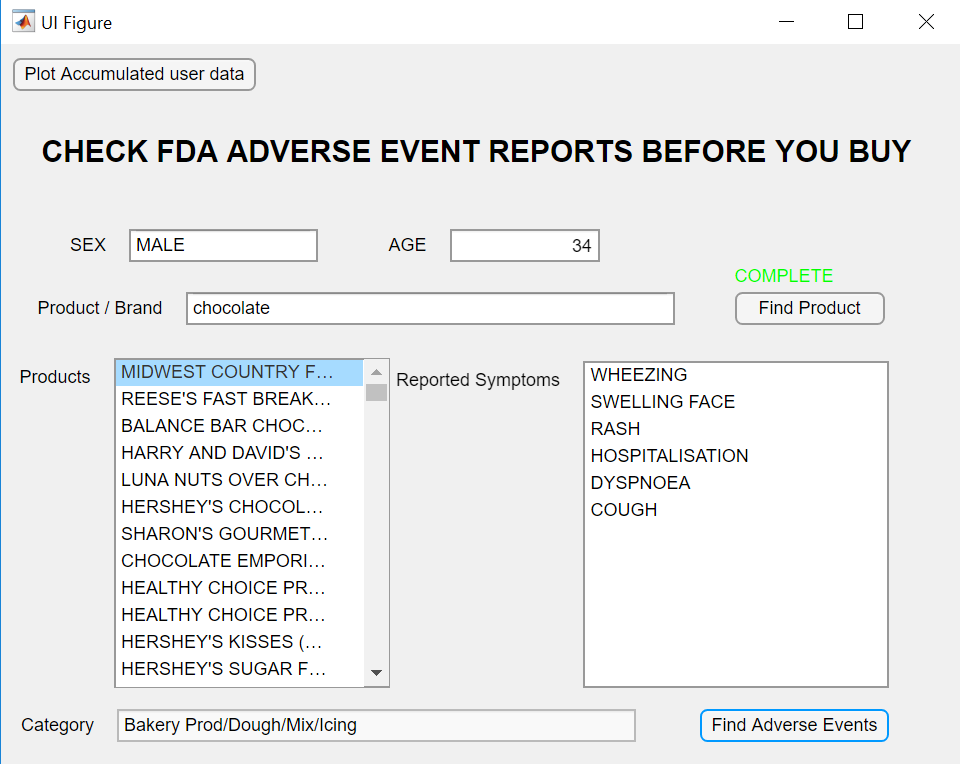 UI Figure
Plot Accumulated user data
CHECK FDA ADVERSE EVENT REPORTS BEFORE YOU BUY
SEX MALE AGE 34
COMPLETE
Product / Brand chocolate Find Product
Products
MIDWEST COUNTRY F...
REESE'S FAST BREAK...
BALANCE BAR CHOC...
HARRY AND DAVID'S ...
LUNA NUTS OVER CH...
HERSHEY'S CHOCOL...
SHARON'S GOURMET...
CHOCOLATE EMPORI...
HEALTHY CHOICE PR...
HEALTHY CHOICE PR...
HERSHEY'S KISSES (...
HERSHEY'S SUGAR F...
Reported Symptoms
WHEEZING
SWELLING FACE
RASH
HOSPITALISATION
DYSPNOEA
COUGH
Category Bakery Prod/Dough/Mix/Icing Find Adverse Events